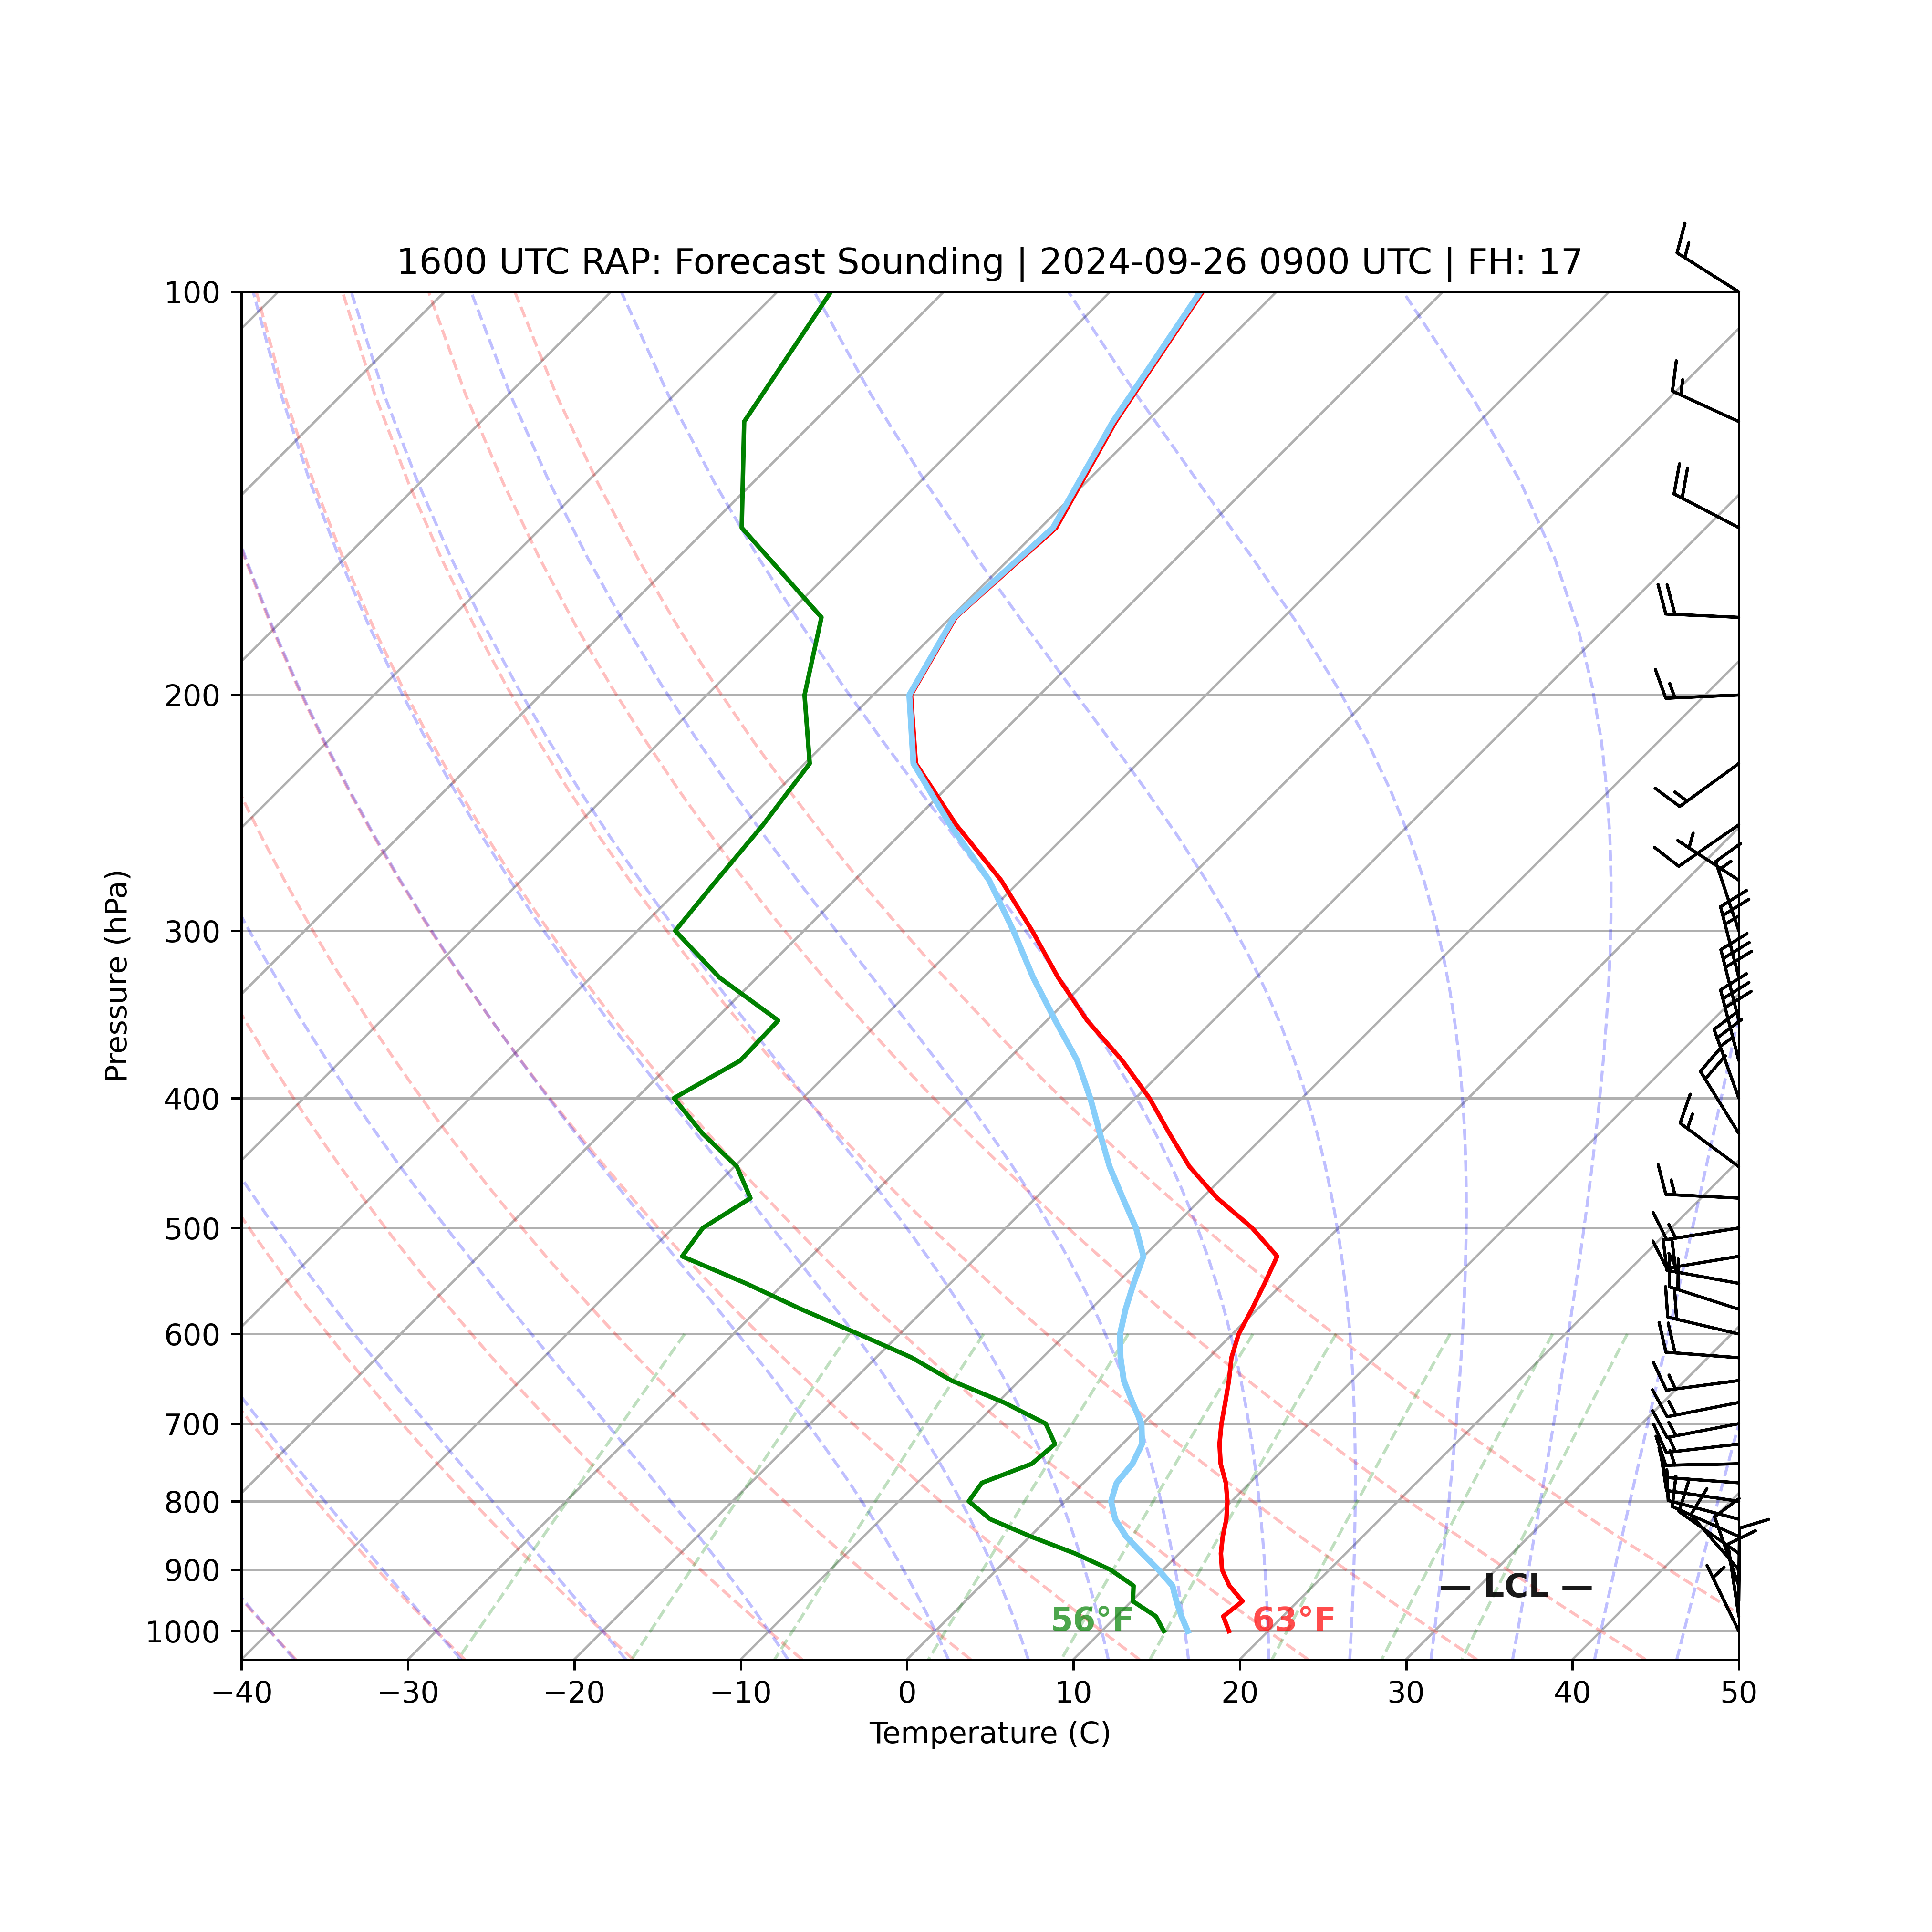 1600 UTC RAP: Forecast Sounding | 2024-09-26 0900 UTC | FH: 17
100
200
300
400
500
600
700
800
900
1000
Pressure (hPa)
— LCL —
56°F 63°F
−40 −30 −20 −10 0 10 20 30 40 50
Temperature (C)